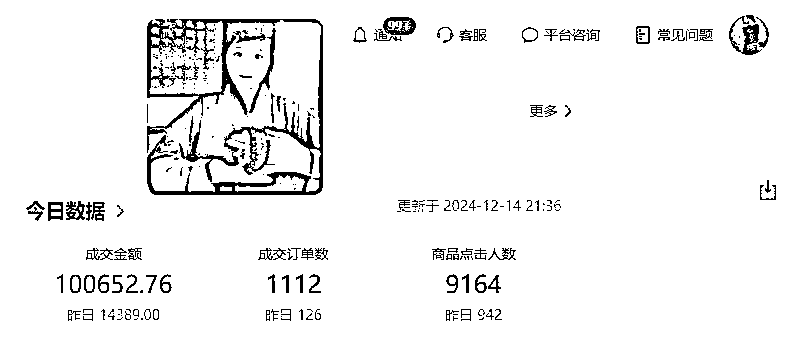 通知 99+ 客服 平台咨询 常见问题
更多 >
今日数据 > 更新于 2024-12-14 21:36
成交金额 成交订单数 商品点击人数
100652.76 1112 9164
昨日 14389.00 昨日 126 昨日 942